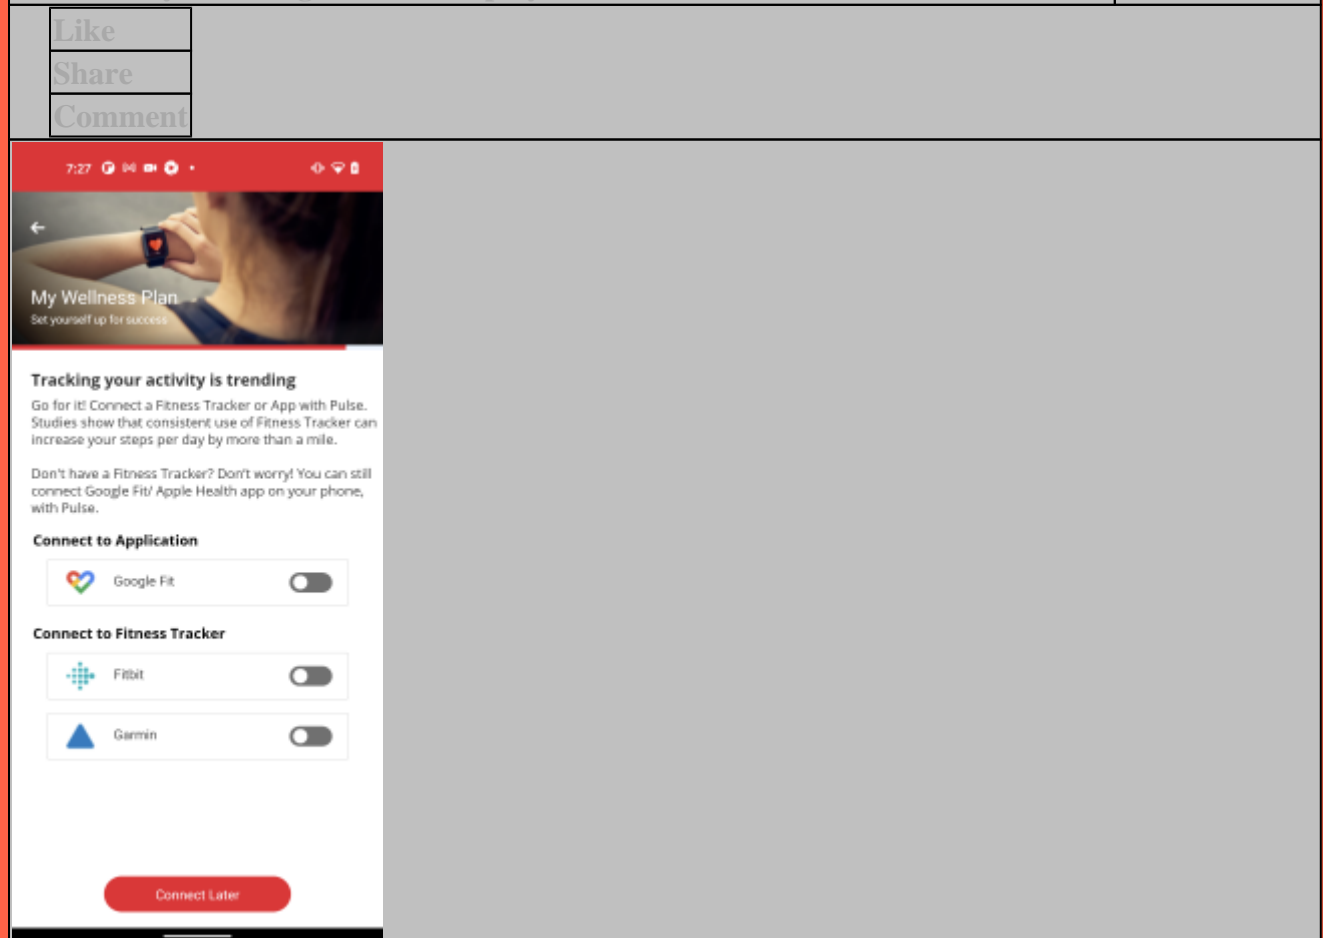 Like
Share
Comment
7:27
My Wellness Plan
Set yourself up for success
Tracking your activity is trending
Go for it! Connect a Fitness Tracker or App with Pulse.
Studies show that consistent use of Fitness Tracker can
increase your steps per day by more than a mile.
Don't have a Fitness Tracker? Don't worry! You can still
connect Google Fit/ Apple Health app on your phone,
with Pulse.
Connect to Application
Google Fit
Connect to Fitness Tracker
Fitbit
Garmin
Connect Later